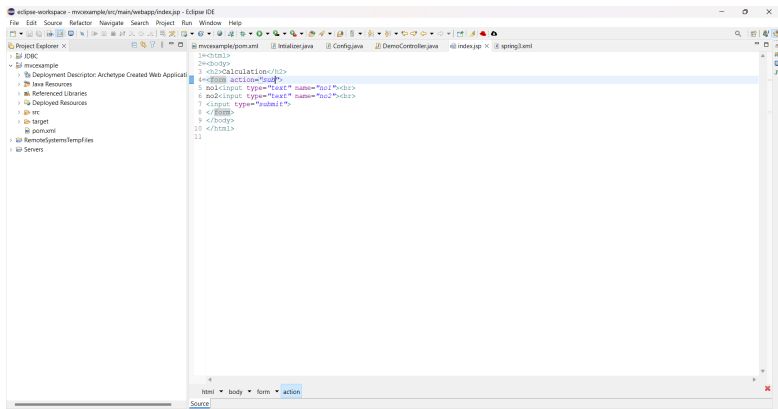 eclipse-workspace - mvcexample/src/main/webapp/index.jsp - Eclipse IDE
File Edit Source Refactor Navigate Search Project Run Window Help
Project Explorer
mvcexample/pom.xml Intializer.java Config.java DemoController.java index.jsp spring3.xml
JDBC
mvcexample
Deployment Descriptor: Archetype Created Web Applicati
Java Resources
Referenced Libraries
Deployed Resources
src
target
pom.xml
RemoteSystemsTempFiles
Servers
1 <html>
2 <body>
3 <h2>Calculation</h2>
4 <form action="sub">
5 no1<input type="text" name="no1"><br>
6 no2<input type="text" name="no2"><br>
7 <input type="submit">
8 </form>
9 </body>
10 </html>
11
html body form action
Source